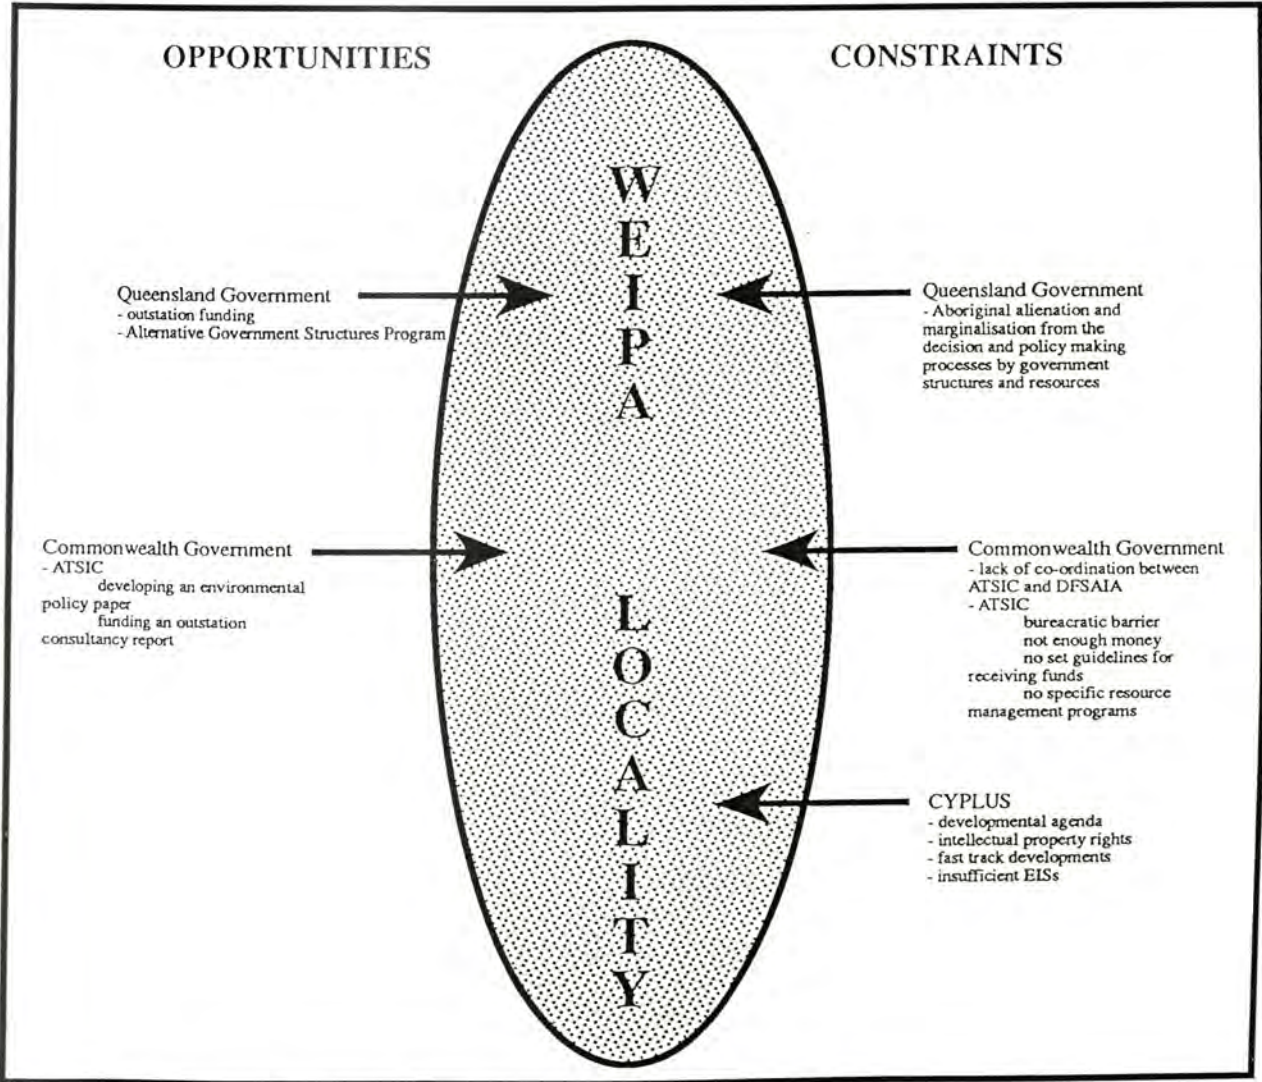 OPPORTUNITIES
CONSTRAINTS
WEIPA
LOCALITY
Queensland Government
- outstation funding
- Alternative Government Structures Program
Commonwealth Government
- ATSIC
developing an environmental
policy paper
funding an outstation
consultancy report
Queensland Government
- Aboriginal alienation and
marginalisation from the
decision and policy making
processes by government
structures and resources
Commonwealth Government
- lack of co-ordination between
ATSIC and DFSAIA
- ATSIC
bureacratic barrier
not enough money
no set guidelines for
receiving funds
no specific resource
management programs
CYPLUS
- developmental agenda
- intellectual property rights
- fast track developments
- insufficient EISs